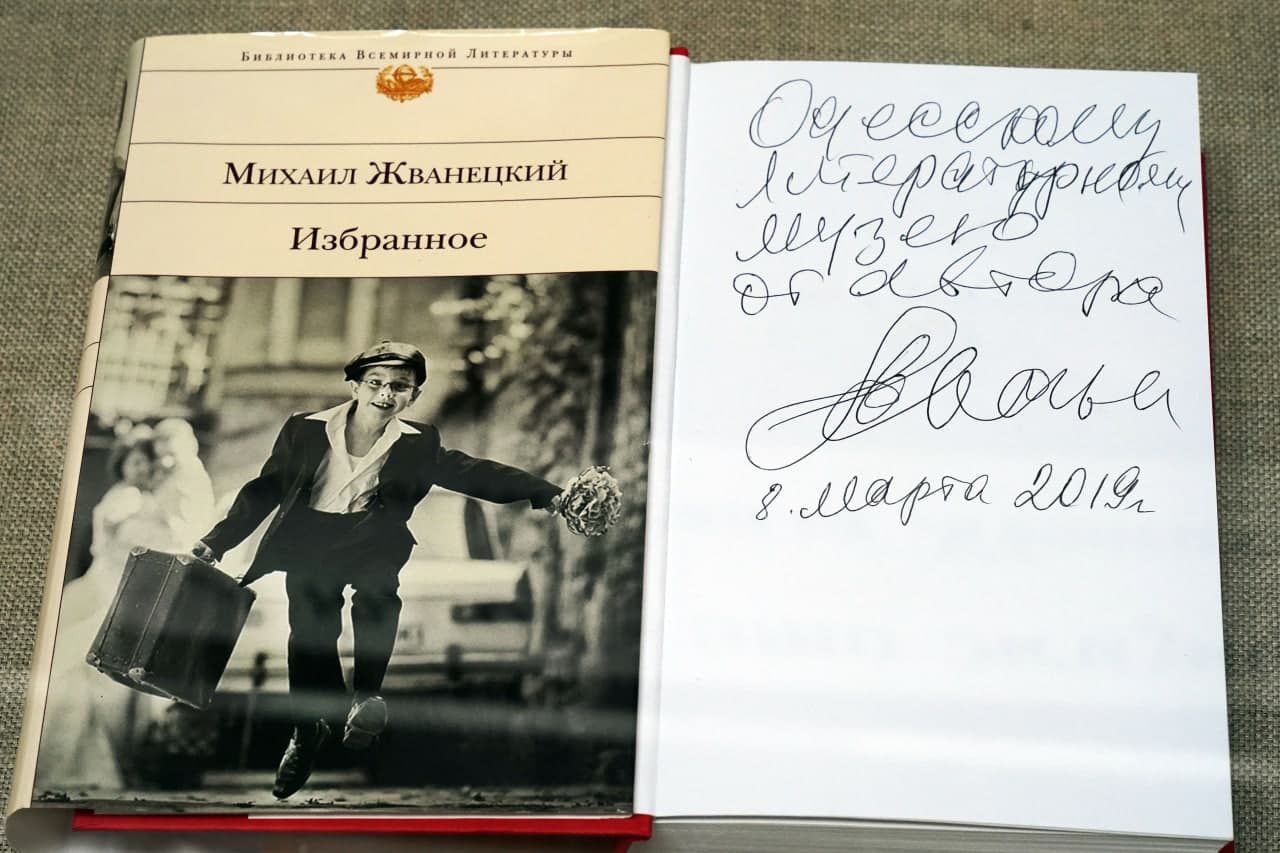 Библиотека Всемирной Литературы
Михаил Жванецкий
Избранное
Одесскому
литературному
музею
от автора
8. марта 2019г